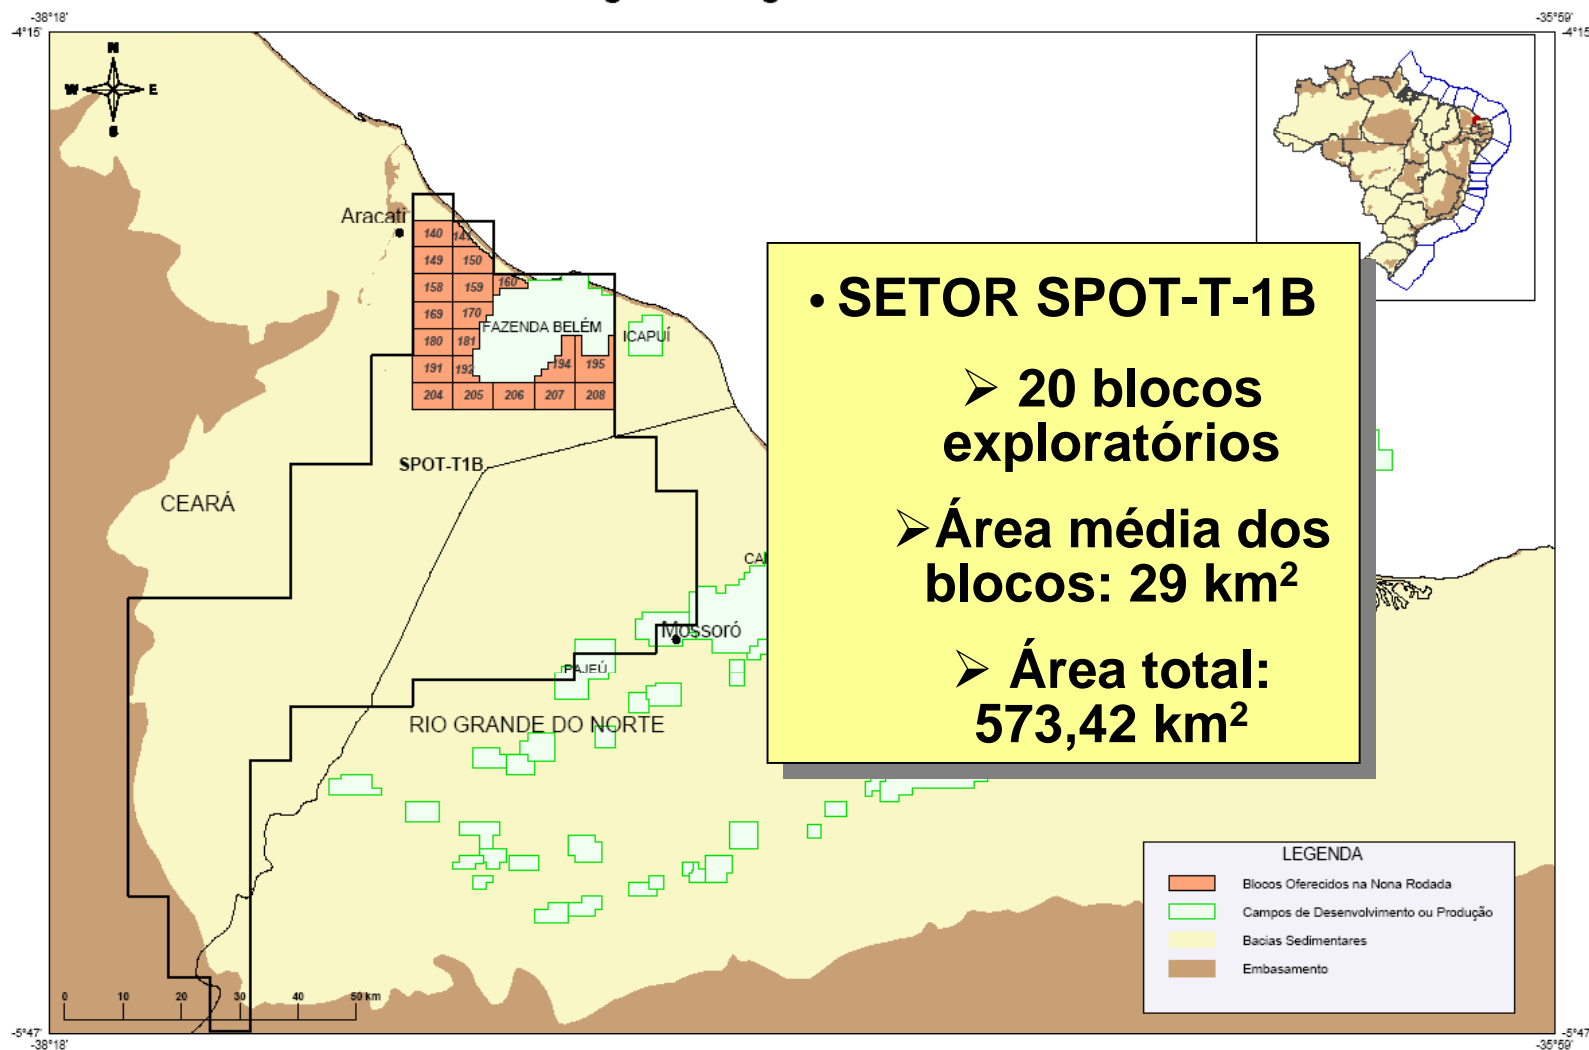 -38°18'
-35°59'
-4°15'
-4°15'
N
W E
S
Aracati
140 141
149 150
158 159 160
169 170
FAZENDA BELÉM
ICAPUÍ
180 181
194 195
191 192
204 205 206 207 208
SPOT-T1B
CEARÁ
Mossoró
PAJEÚ
RIO GRANDE DO NORTE
• SETOR SPOT-T-1B
➢ 20 blocos
exploratórios
➢Área média dos
blocos: 29 km²
➢ Área total:
573,42 km²
LEGENDA
Blocos Oferecidos na Nona Rodada
Campos de Desenvolvimento ou Produção
Bacias Sedimentares
Embasamento
0 10 20 30 40 50 km
-5°47'
-5°47'
-38°18'
-35°59'